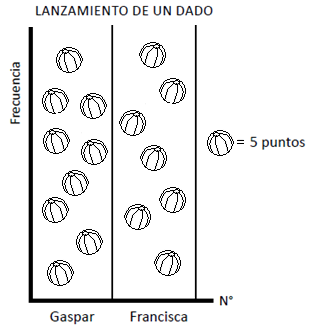 LANZAMIENTO DE UN DADO
Frecuencia
= 5 puntos
N°
Gaspar
Francisca